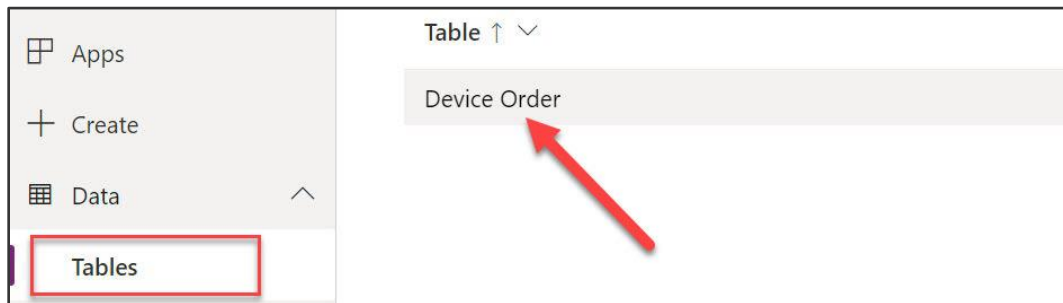 Apps
Create
Data
Tables
Table
Device Order